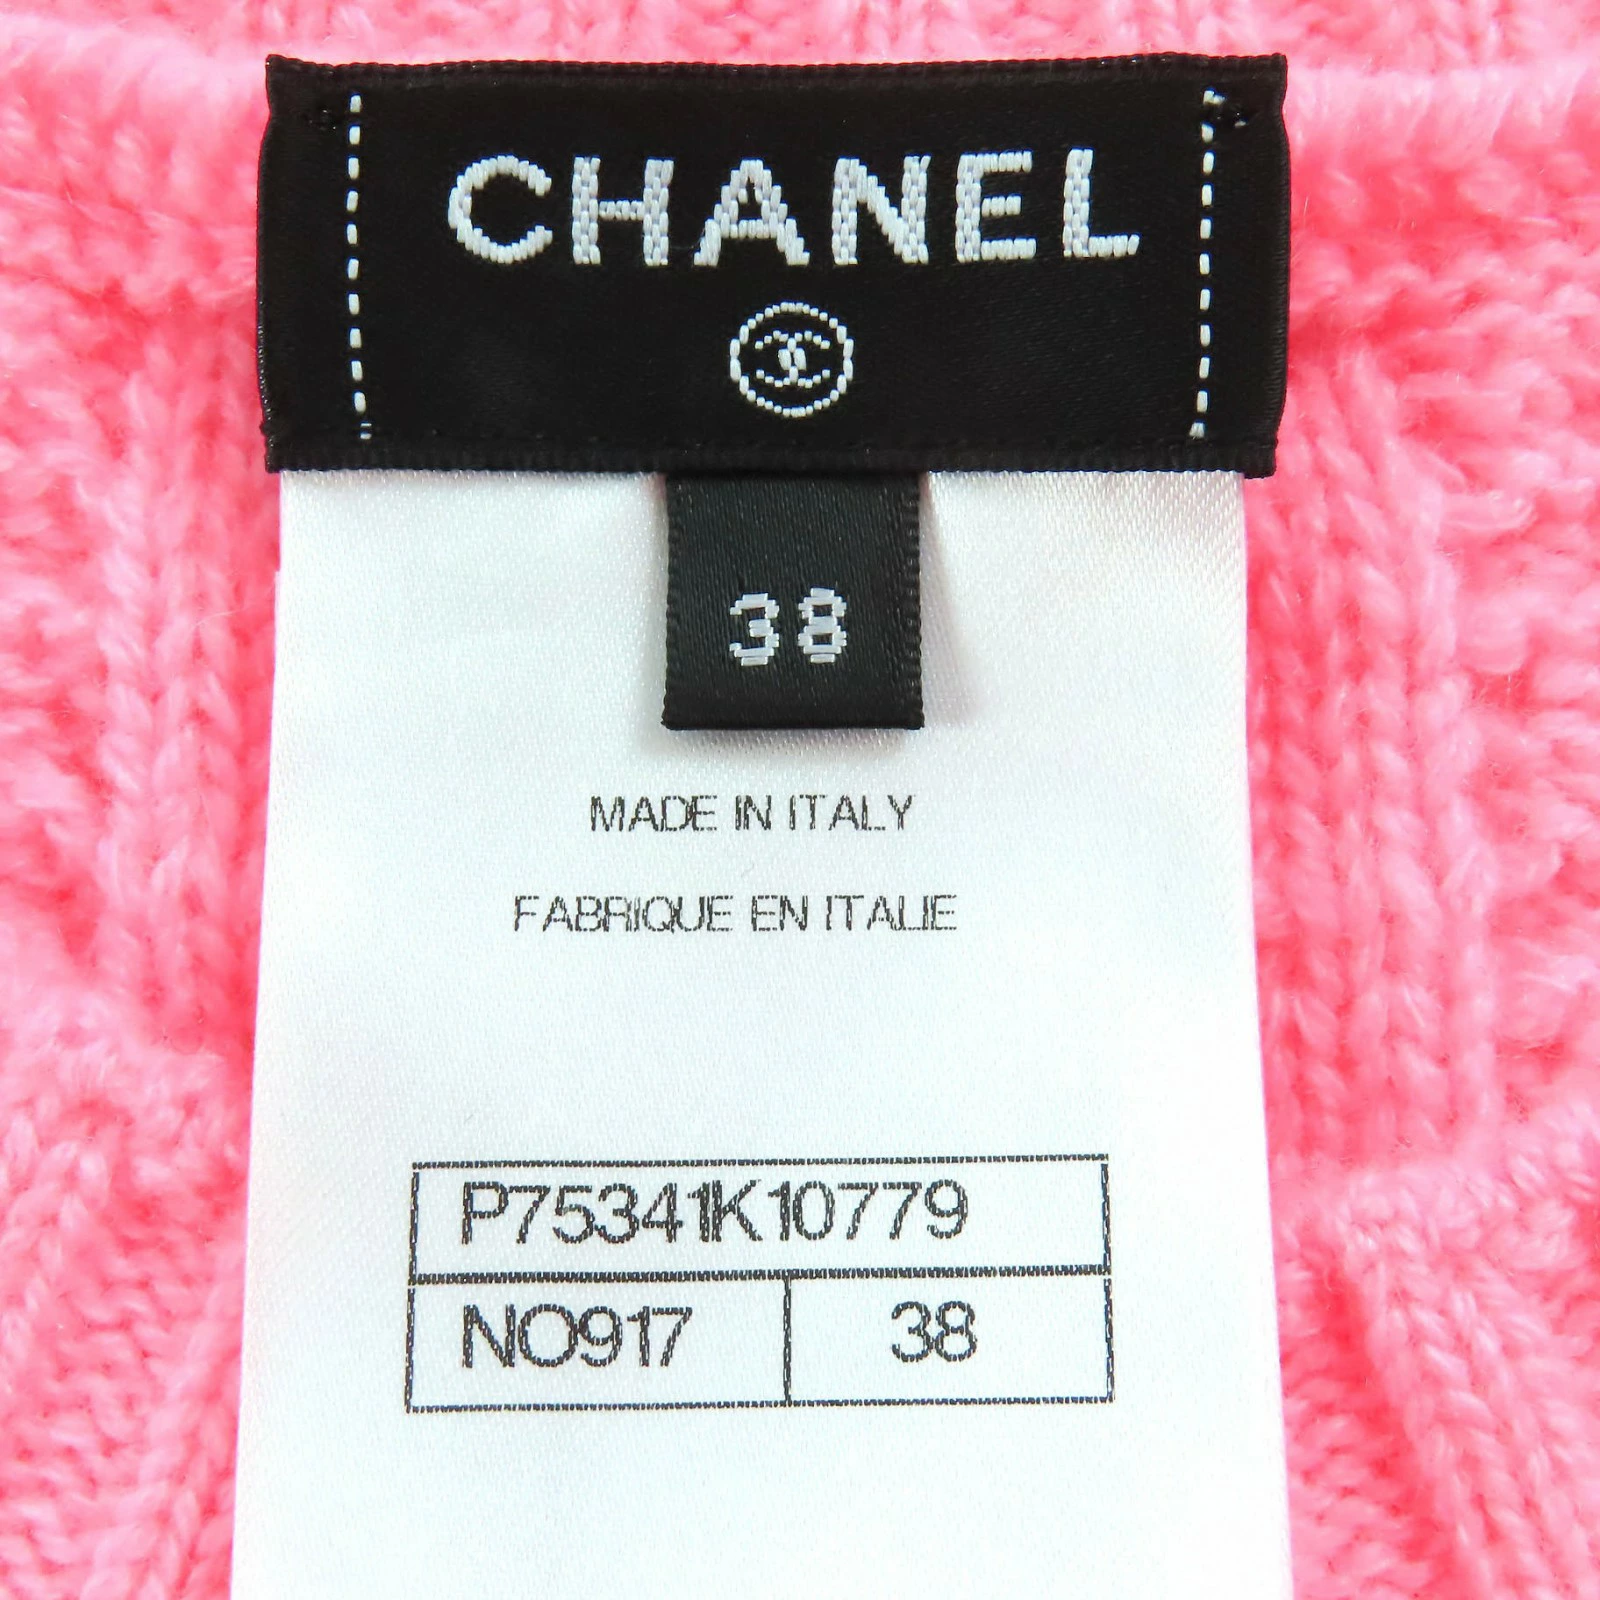 CHANEL
38
MADE IN ITALY
FABRIQUE EN ITALIE
P75341K10779
NO917 38